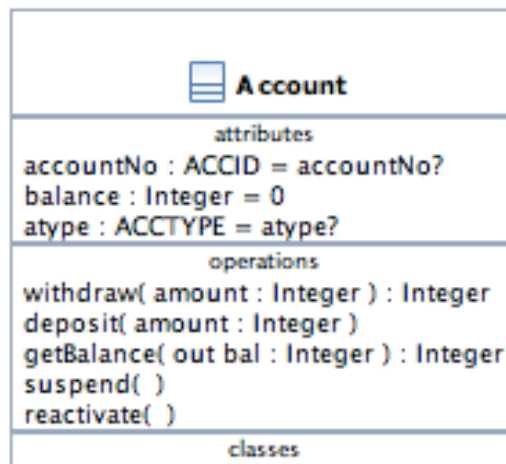 Account
attributes
accountNo : ACCID = accountNo?
balance : Integer = 0
atype : ACCTYPE = atype?
operations
withdraw( amount : Integer ) : Integer
deposit( amount : Integer )
getBalance( out bal : Integer ) : Integer
suspend( )
reactivate( )
classes